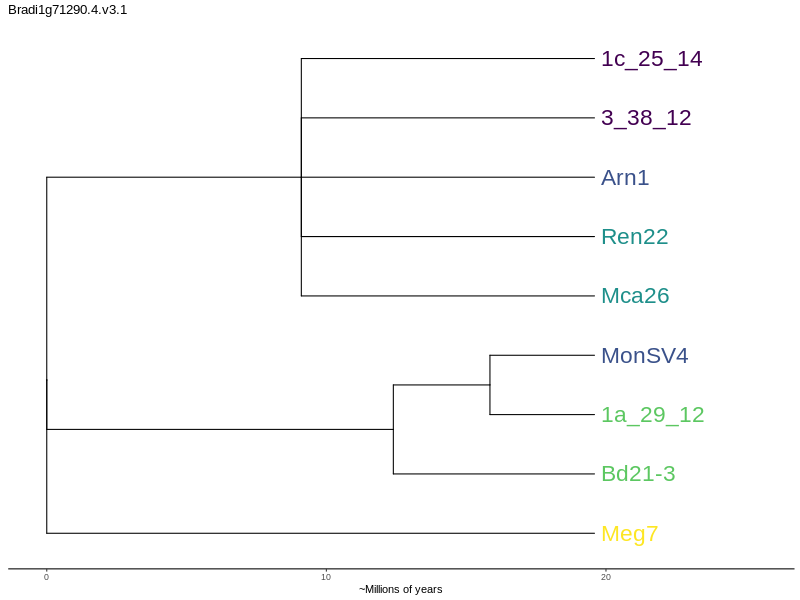 Bradi1g71290.4.v3.1
1c_25_14
3_38_12
Arn1
Ren22
Mca26
MonSV4
1a_29_12
Bd21-3
Meg7
0 10 20
~Millions of years